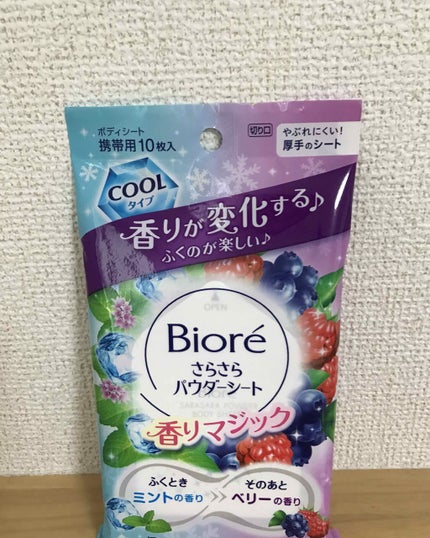 ボディシート
携帯用10枚入
切り口
やぶれにくい!
厚手のシート
COOL
タイプ
香りが変化する♪
ふくのが楽しい♪
OPEN
Bioré
さらさら
パウダーシート
香りマジック
ふくとき
ミントの香り
そのあと
ベリーの香り